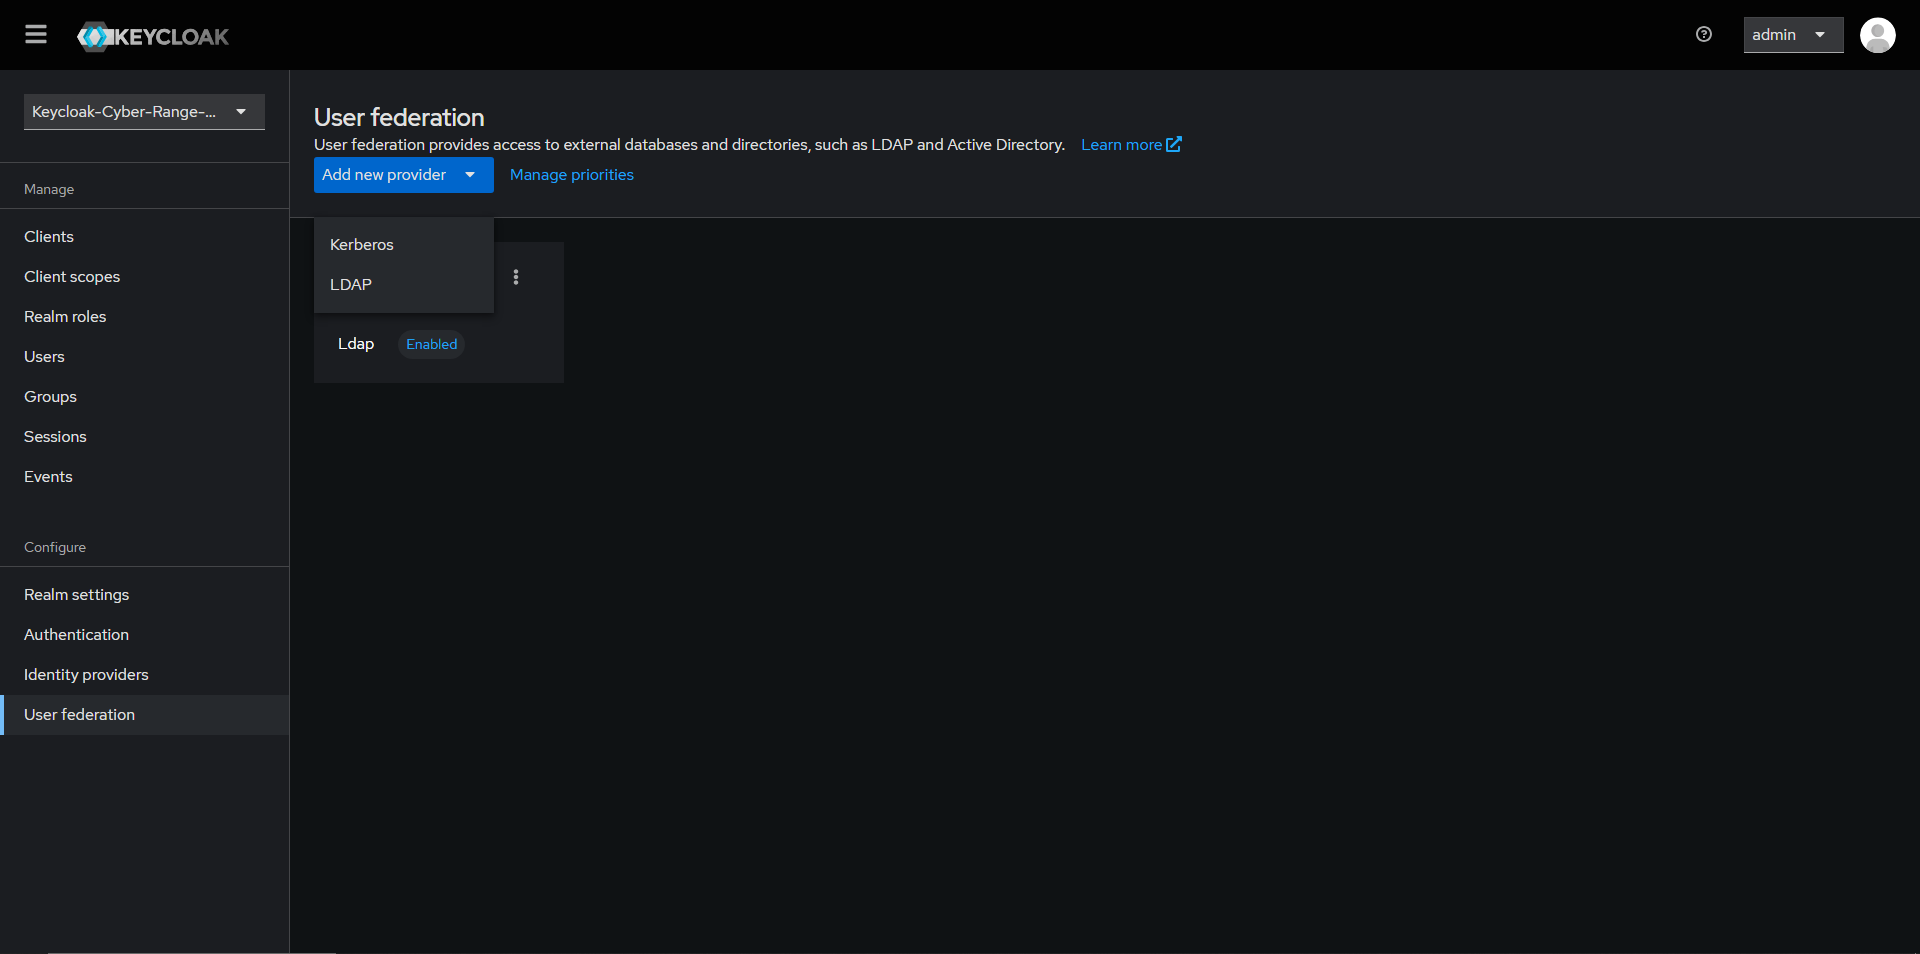 KEYCLOAK
admin
Keycloak-Cyber-Range-...
Manage
Clients
Client scopes
Realm roles
Users
Groups
Sessions
Events
Configure
Realm settings
Authentication
Identity providers
User federation
User federation
User federation provides access to external databases and directories, such as LDAP and Active Directory. Learn more
Add new provider Manage priorities
Kerberos
LDAP
Ldap Enabled